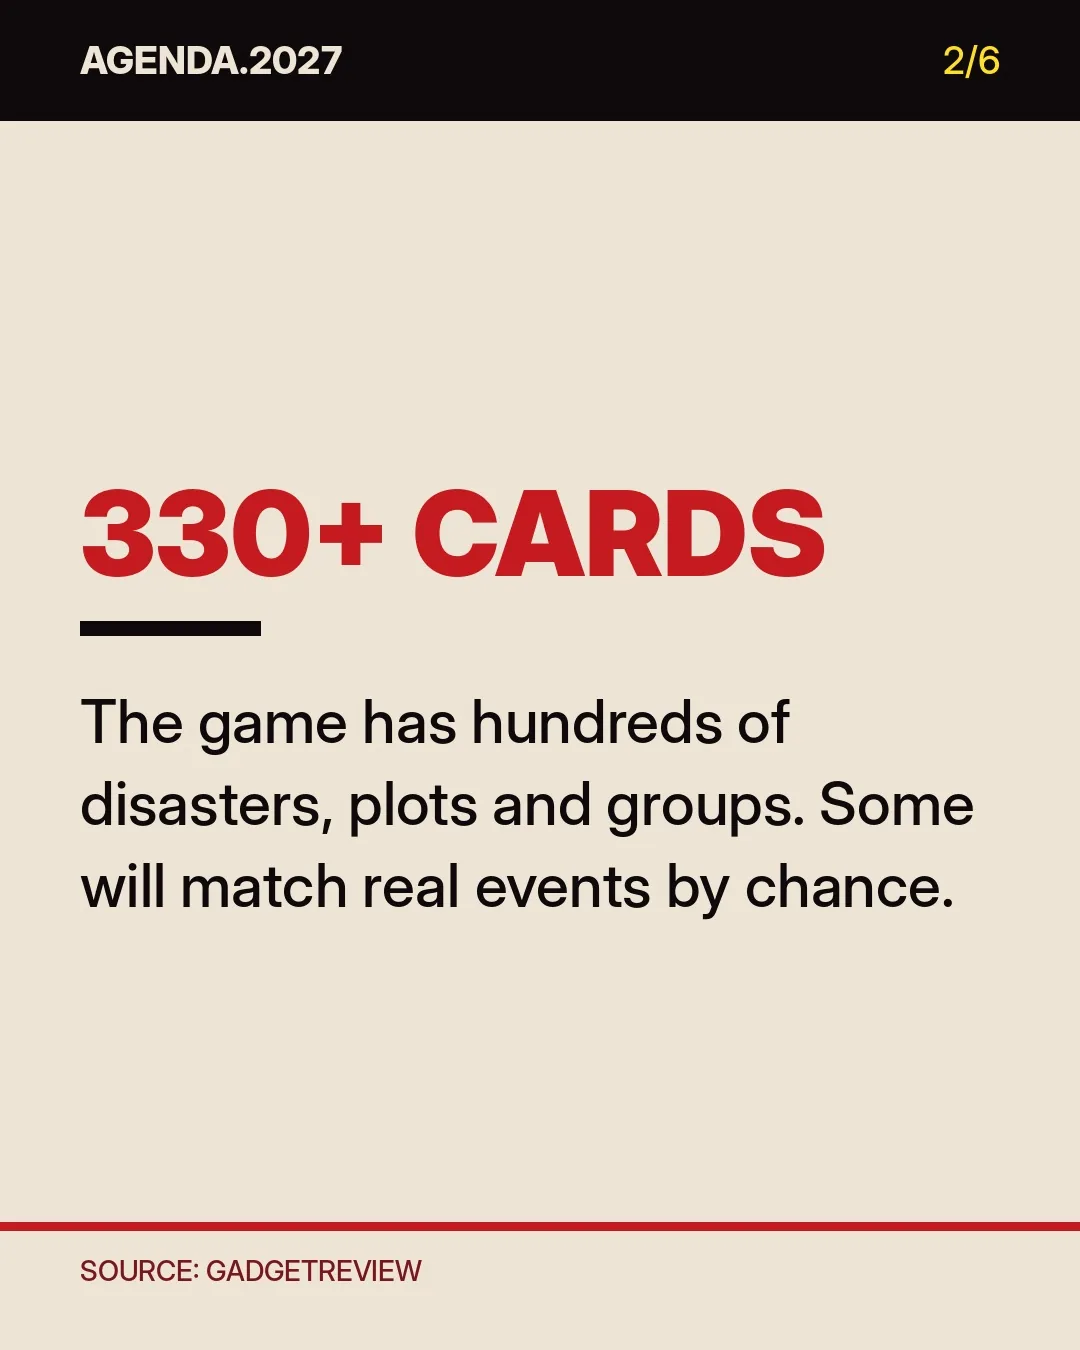 AGENDA.2027
2/6
330+ CARDS
The game has hundreds of
disasters, plots and groups. Some
will match real events by chance.
SOURCE: GADGETREVIEW